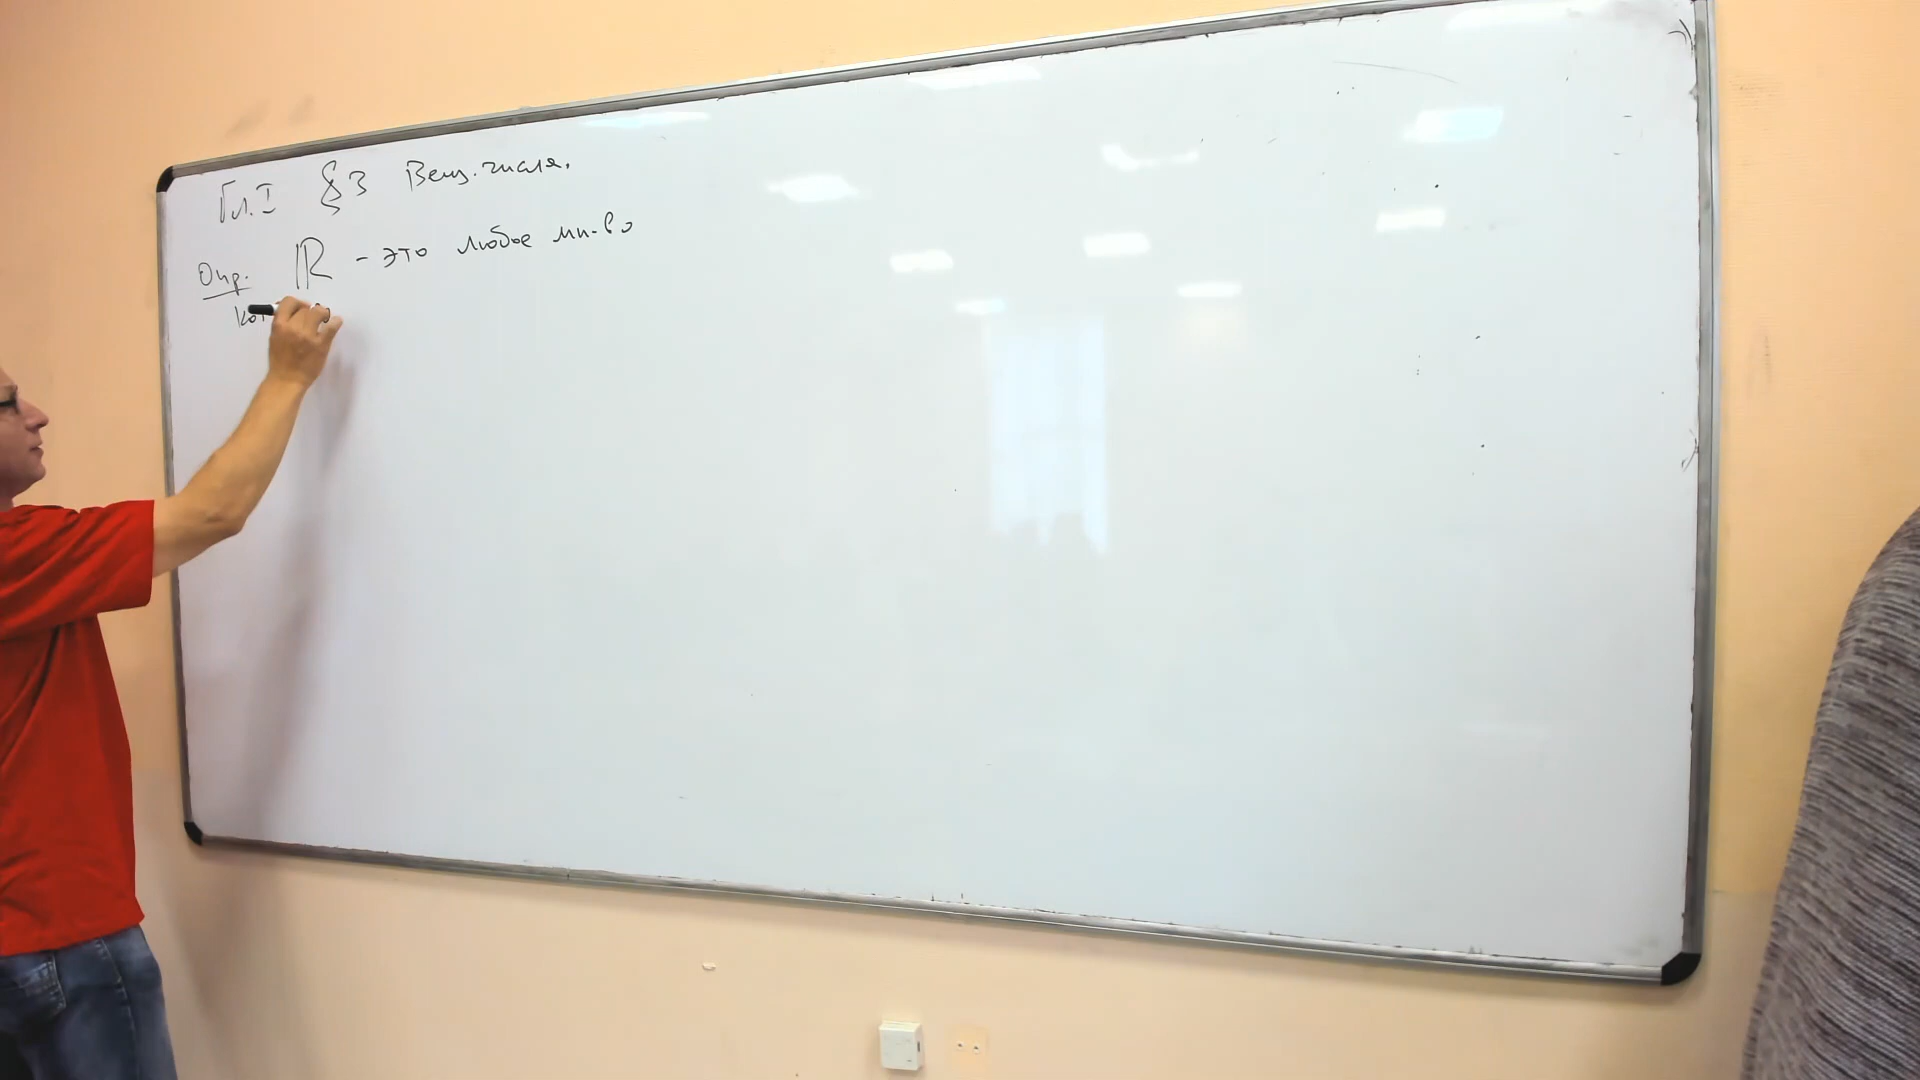 Гл. I §3 Вещ. числа.
Опр. ℝ - это любое мн-во